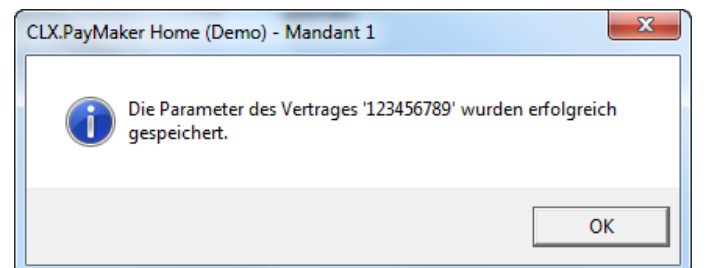 CLX.PayMaker Home (Demo) - Mandant 1
Die Parameter des Vertrages '123456789' wurden erfolgreich
gespeichert.
OK